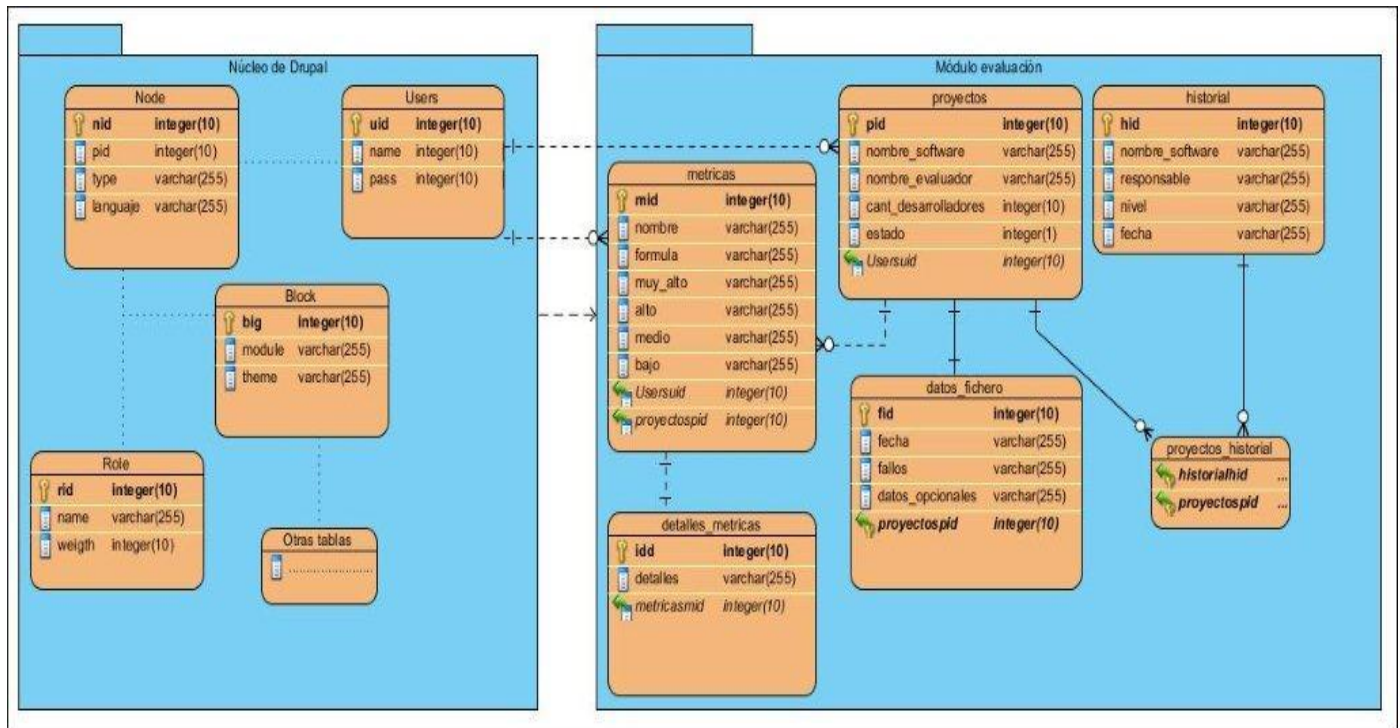 Núcleo de Drupal
Node
nid integer(10)
pid integer(10)
type varchar(255)
languaje varchar(255)
Users
uid integer(10)
name integer(10)
pass integer(10)
Block
big integer(10)
module varchar(255)
theme varchar(255)
Role
rid integer(10)
name varchar(255)
weigth integer(10)
Otras tablas
......................
Módulo evaluación
metricas
mid integer(10)
nombre varchar(255)
formula varchar(255)
muy_alto varchar(255)
alto varchar(255)
medio varchar(255)
bajo varchar(255)
Usersuid integer(10)
proyectospid integer(10)
detalles_metricas
idd integer(10)
detalles varchar(255)
metricasmid integer(10)
proyectos
pid integer(10)
nombre_software varchar(255)
nombre_evaluador varchar(255)
cant_desarrolladores integer(10)
estado integer(1)
Usersuid integer(10)
datos_fichero
fid integer(10)
fecha varchar(255)
fallos varchar(255)
datos_opcionales varchar(255)
proyectospid integer(10)
historial
hid integer(10)
nombre_software varchar(255)
responsable varchar(255)
nivel varchar(255)
fecha varchar(255)
proyectos_historial
historialhid ...
proyectospid ...